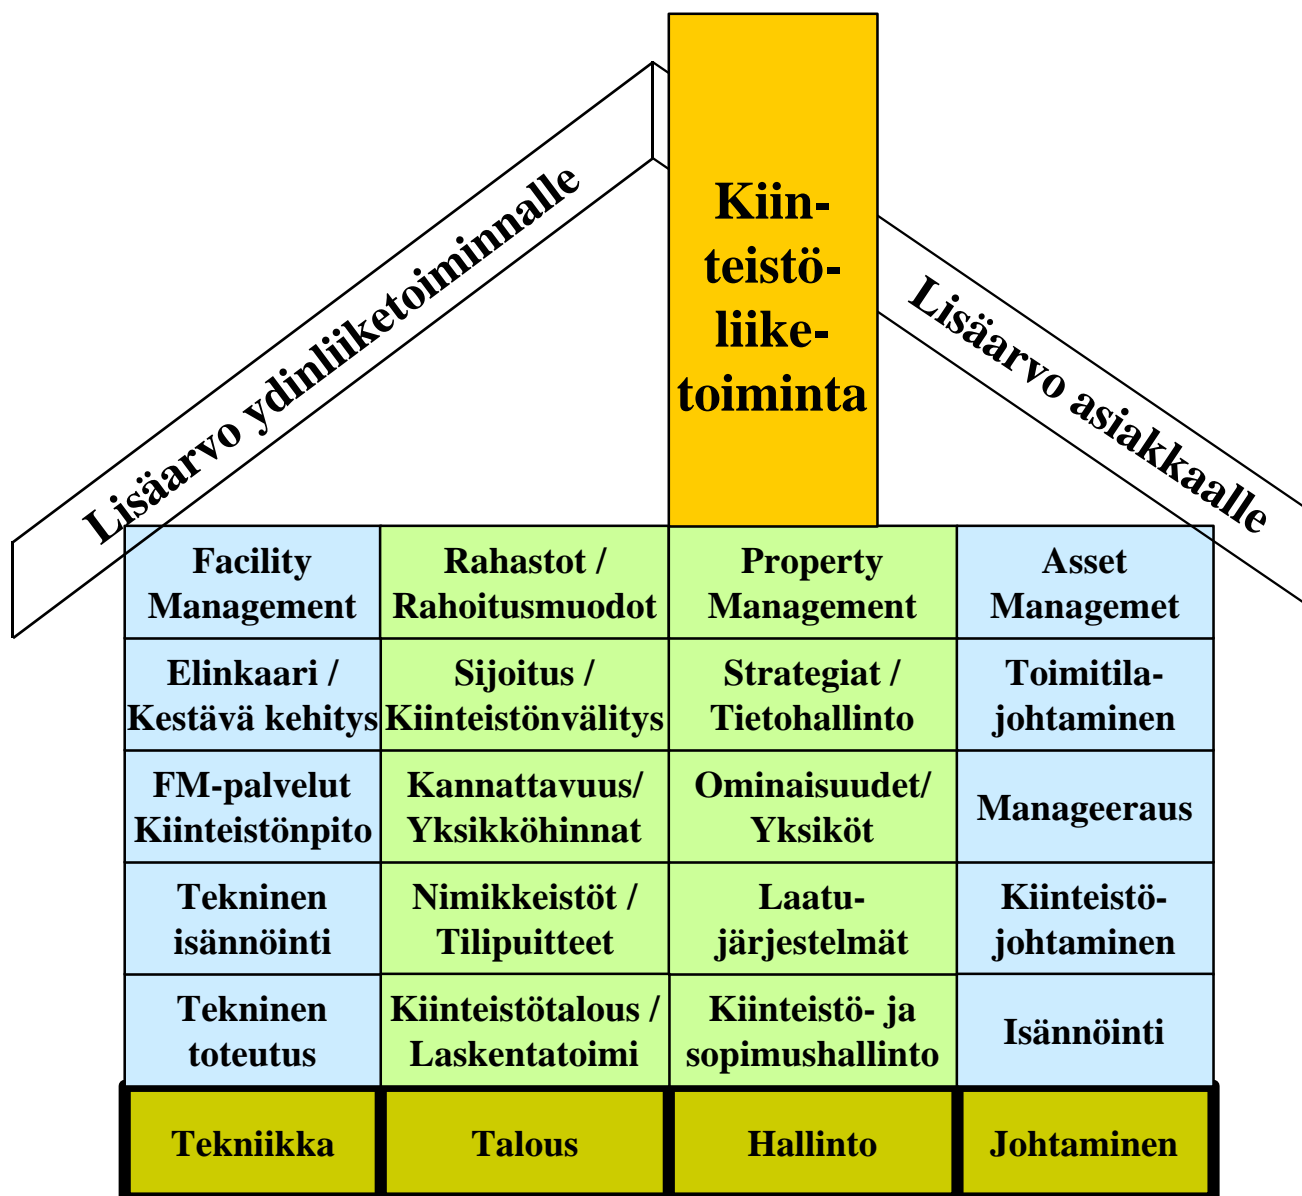 Lisäarvo ydinliiketoiminnalle
Kiin-
teistö-
liike-
toiminta
Lisäarvo asiakkaalle
Facility
Management
Rahastot /
Rahoitusmuodot
Property
Management
Asset
Managemet
Elinkaari /
Kestävä kehitys
Sijoitus /
Kiinteistönvälitys
Strategiat /
Tietohallinto
Toimitila-
johtaminen
FM-palvelut
Kiinteistönpito
Kannattavuus/
Yksikköhinnat
Ominaisuudet/
Yksiköt
Manageeraus
Tekninen
isännöinti
Nimikkeistöt /
Tilipuitteet
Laatu-
järjestelmät
Kiinteistö-
johtaminen
Tekninen
toteutus
Kiinteistötalous /
Laskentatoimi
Kiinteistö- ja
sopimushallinto
Isännöinti
Tekniikka
Talous
Hallinto
Johtaminen